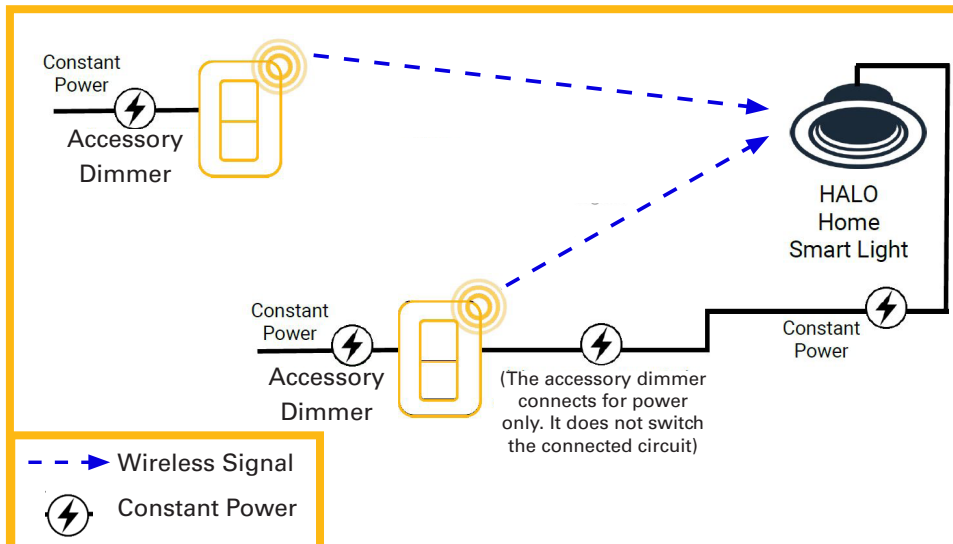 Constant
Power
Accessory
Dimmer
HALO
Home
Smart Light
Constant
Power
Accessory
Dimmer
(The accessory dimmer
connects for power
only. It does not switch
the connected circuit)
Constant
Power
Wireless Signal
Constant Power